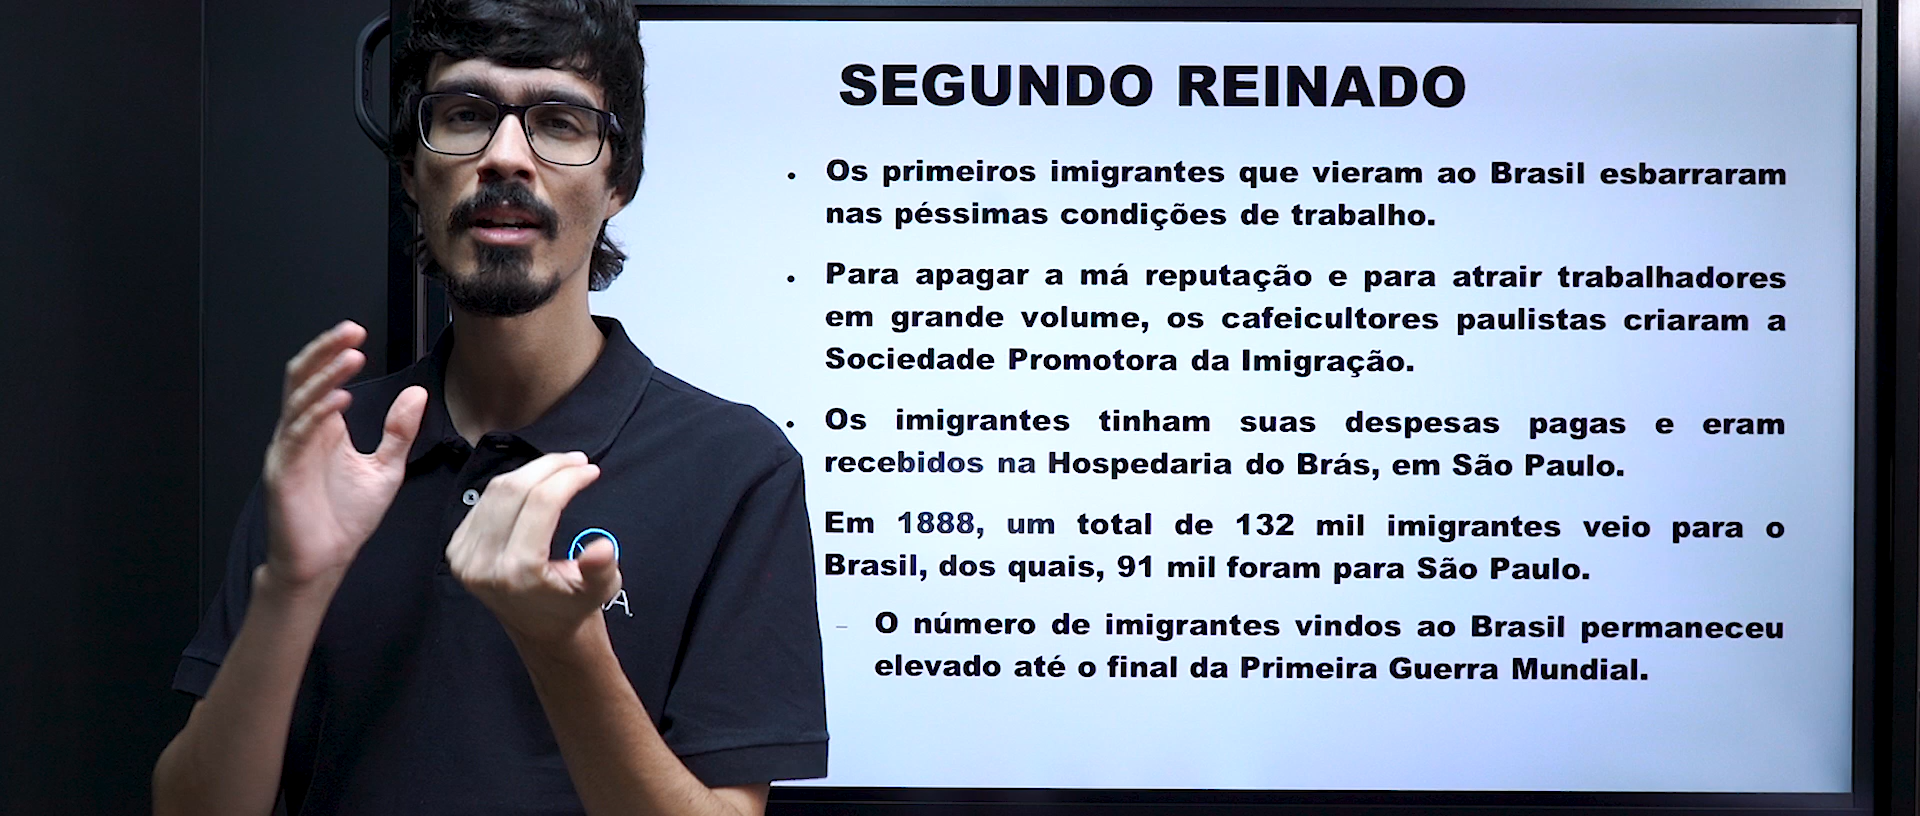 SEGUNDO REINADO
• Os primeiros imigrantes que vieram ao Brasil esbarraram
nas péssimas condições de trabalho.
• Para apagar a má reputação e para atrair trabalhadores
em grande volume, os cafeicultores paulistas criaram a
Sociedade Promotora da Imigração.
• Os imigrantes tinham suas despesas pagas e eram
recebidos na Hospedaria do Brás, em São Paulo.
Em 1888, um total de 132 mil imigrantes veio para o
Brasil, dos quais, 91 mil foram para São Paulo.
– O número de imigrantes vindos ao Brasil permaneceu
elevado até o final da Primeira Guerra Mundial.